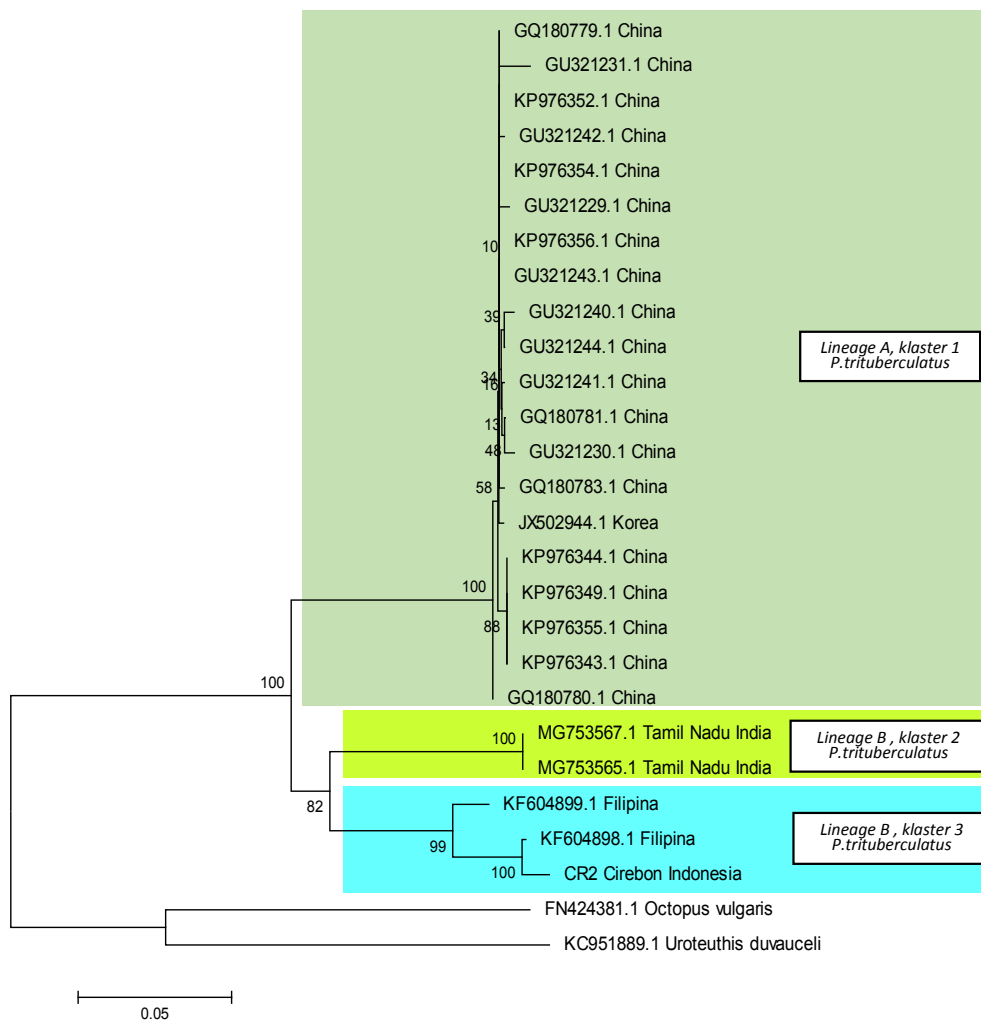 GQ180779.1 China
GU321231.1 China
KP976352.1 China
GU321242.1 China
KP976354.1 China
GU321229.1 China
KP976356.1 China
10
GU321243.1 China
GU321240.1 China
39
GU321244.1 China
Lineage A, klaster 1
P.trituberculatus
34
GU321241.1 China
16
GQ180781.1 China
13
GU321230.1 China
48
GQ180783.1 China
58
JX502944.1 Korea
KP976344.1 China
100
KP976349.1 China
KP976355.1 China
88
KP976343.1 China
100
GQ180780.1 China
MG753567.1 Tamil Nadu India
100
Lineage B , klaster 2
P.trituberculatus
MG753565.1 Tamil Nadu India
KF604899.1 Filipina
82
KF604898.1 Filipina
Lineage B , klaster 3
P.trituberculatus
99
CR2 Cirebon Indonesia
100
FN424381.1 Octopus vulgaris
KC951889.1 Uroteuthis duvauceli
0.05